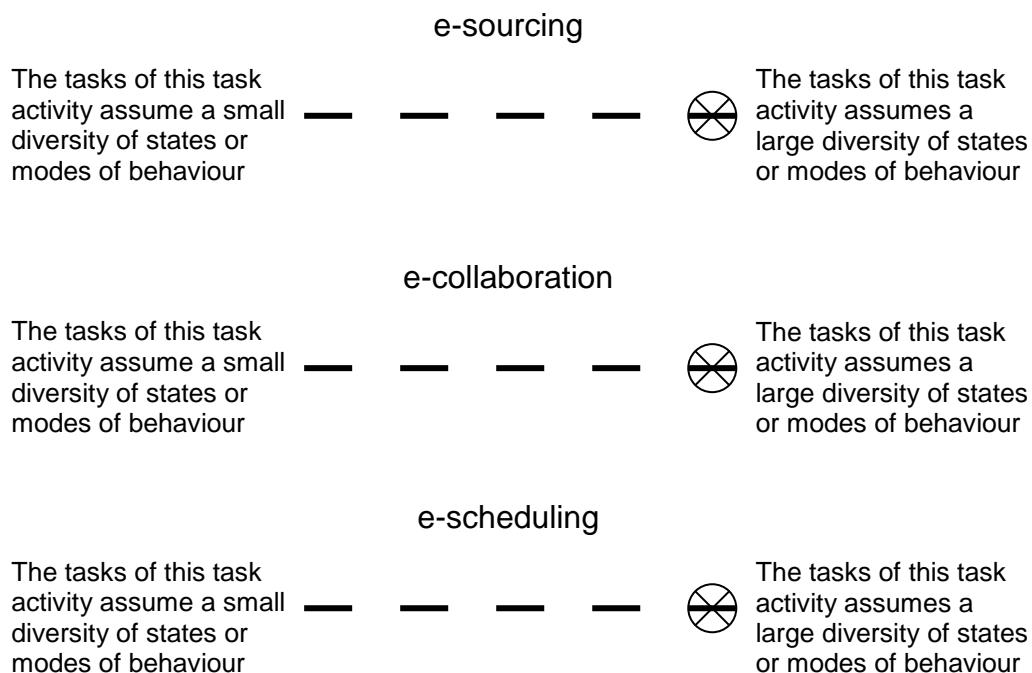 e-sourcing
The tasks of this task
activity assume a small
diversity of states or
modes of behaviour
The tasks of this task
activity assumes a
large diversity of states
or modes of behaviour
e-collaboration
The tasks of this task
activity assume a small
diversity of states or
modes of behaviour
The tasks of this task
activity assumes a
large diversity of states
or modes of behaviour
e-scheduling
The tasks of this task
activity assume a small
diversity of states or
modes of behaviour
The tasks of this task
activity assumes a
large diversity of states
or modes of behaviour